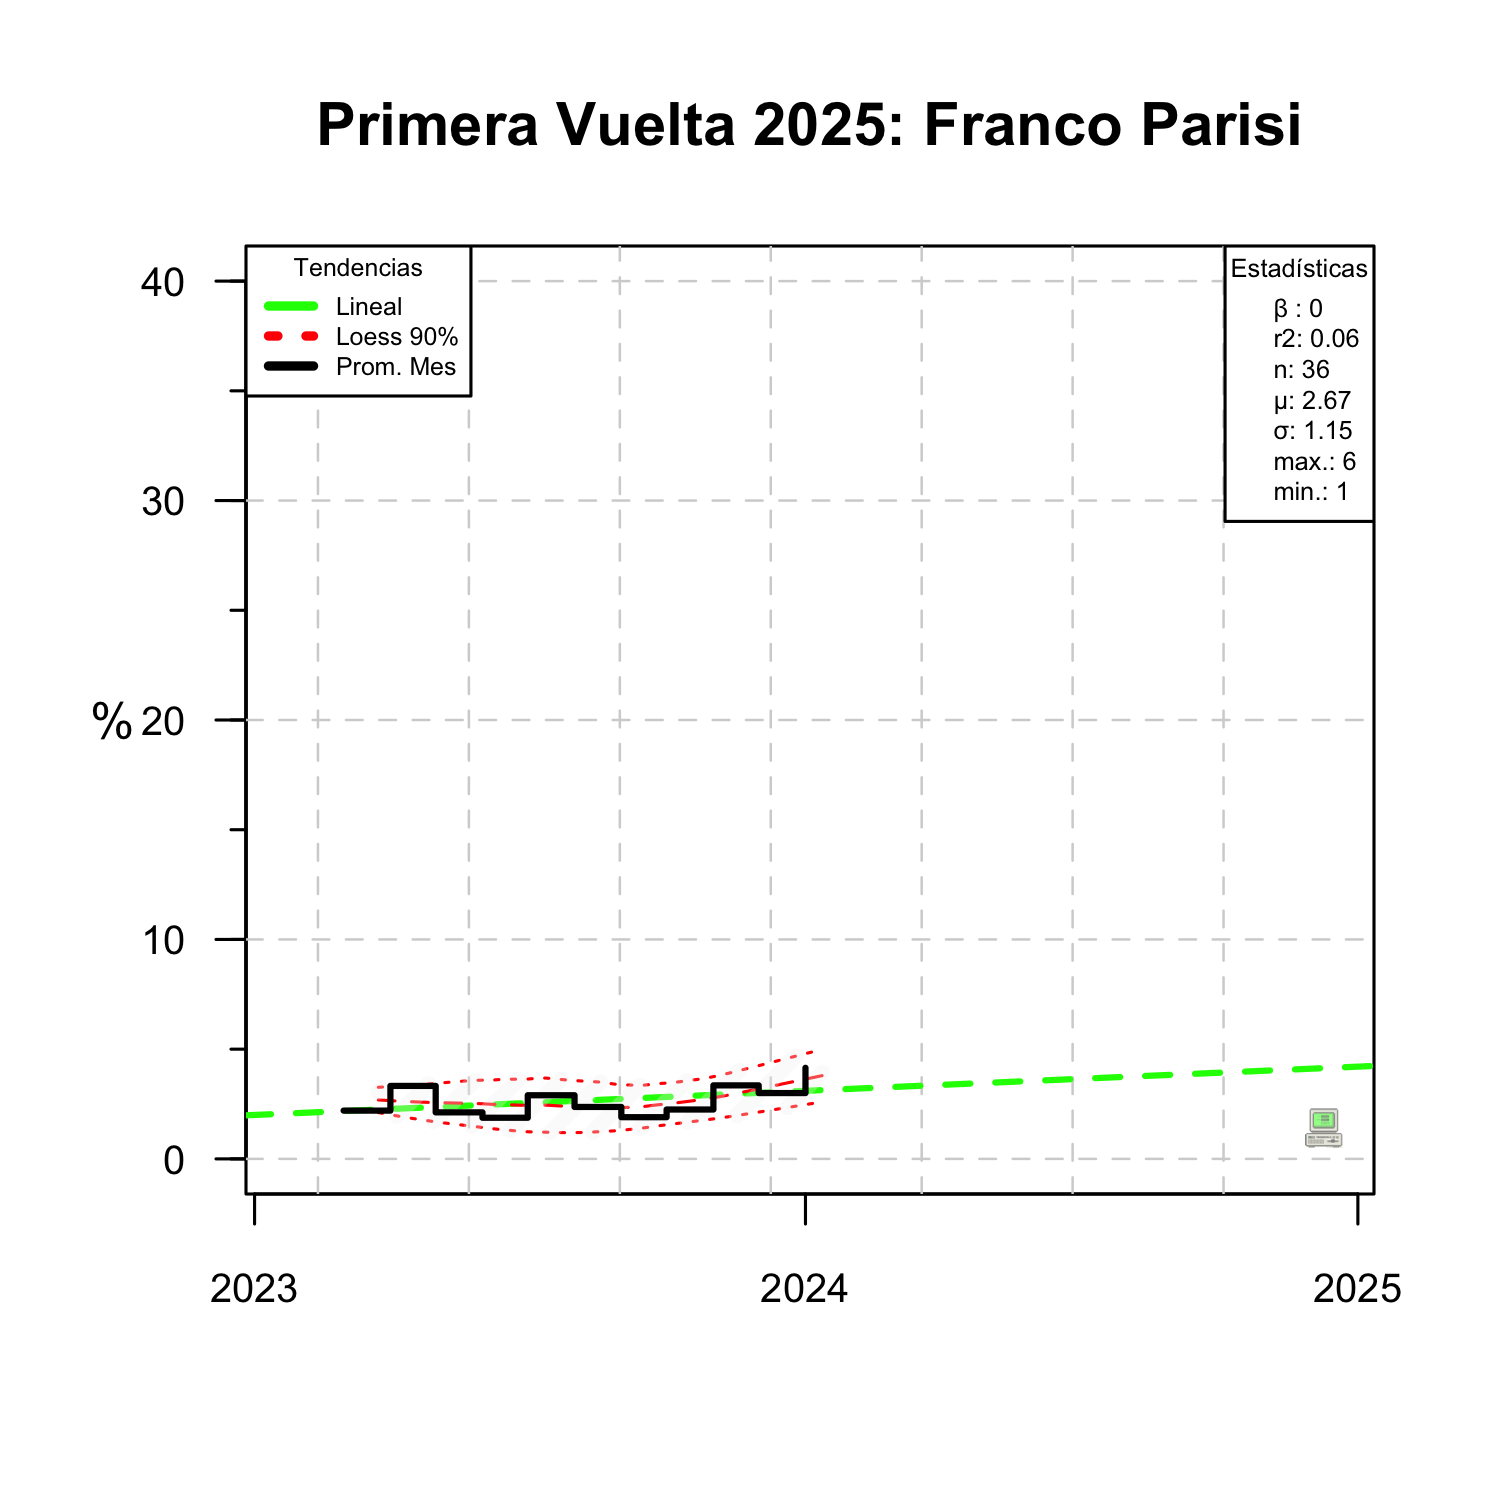 Primera Vuelta 2025: Franco Parisi
Tendencias
Lineal
Loess 90%
Prom. Mes
Estadísticas
β : 0
r2: 0.06
n: 36
μ: 2.67
σ: 1.15
max.: 6
min.: 1
40
30
% 20
10
0
2023 2024 2025